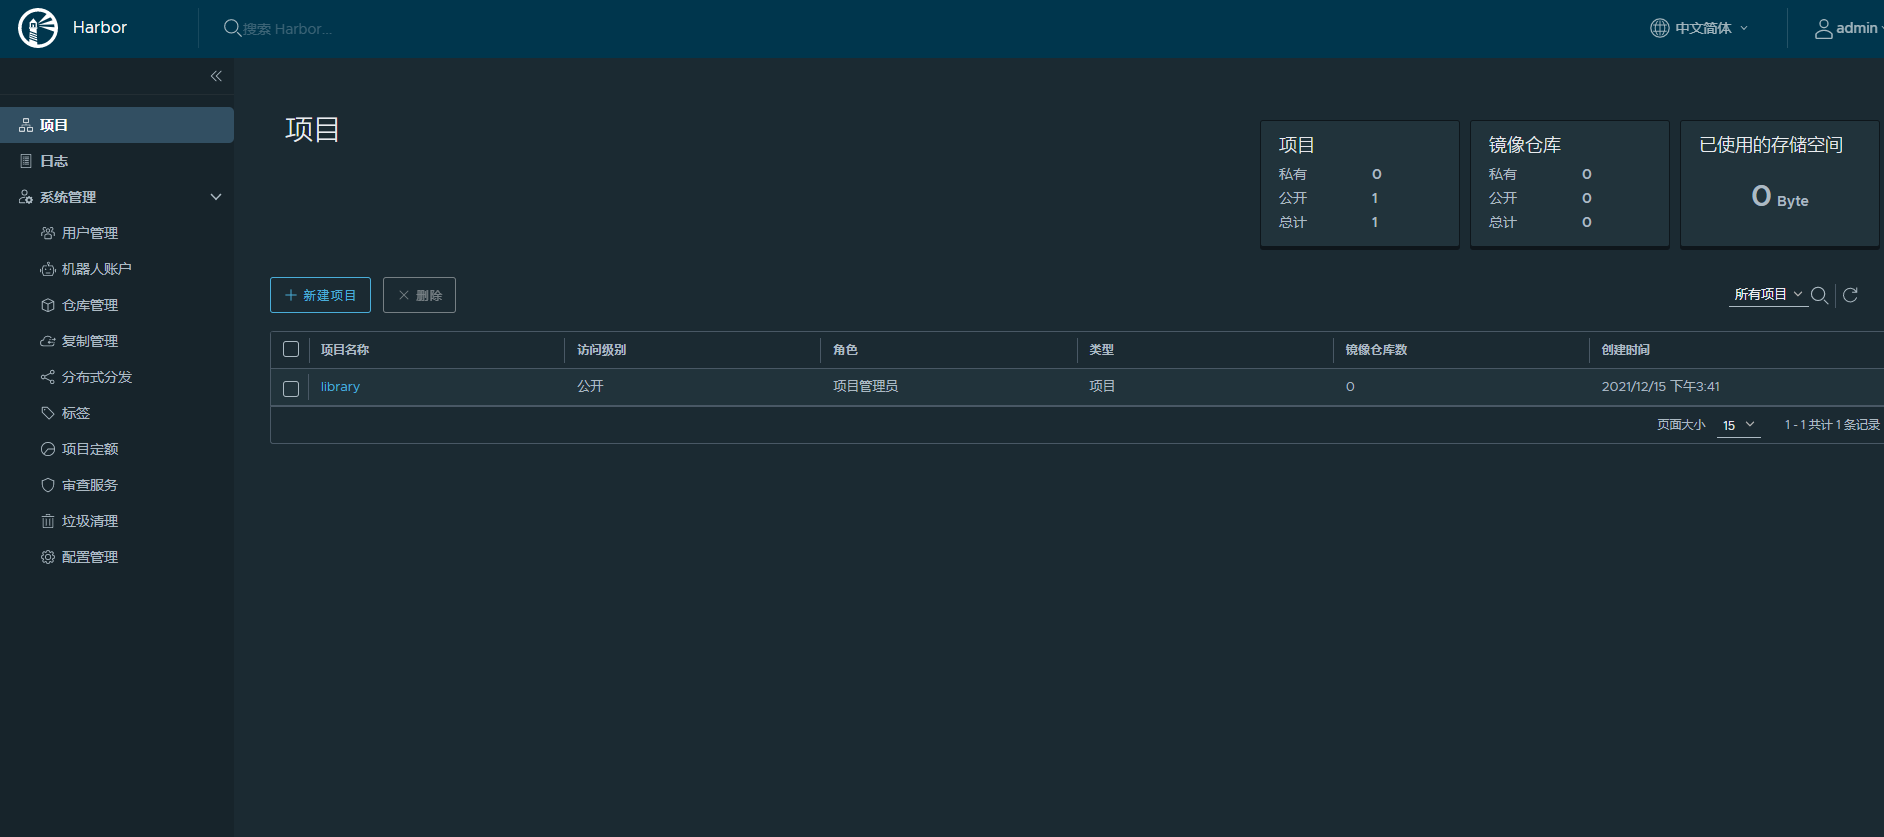 Harbor
搜索 Harbor...
中文简体
admin
项目
日志
系统管理
用户管理
机器人账户
仓库管理
复制管理
分布式分发
标签
项目定额
审查服务
垃圾清理
配置管理
项目
项目
私有 0
公开 1
总计 1
镜像仓库
私有 0
公开 0
总计 0
已使用的存储空间
0 Byte
新建项目
删除
所有项目
项目名称 访问级别 角色 类型 镜像仓库数 创建时间
library 公开 项目管理员 项目 0 2021/12/15 下午3:41
页面大小 15 1 - 1 共计 1 条记录